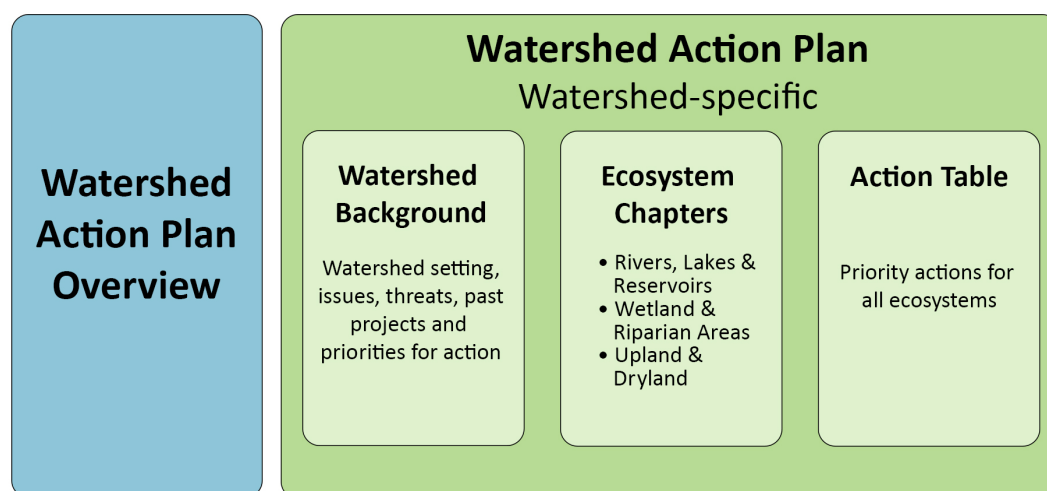 Watershed
Action Plan
Overview
Watershed Action Plan
Watershed-specific
Watershed
Background
Watershed setting,
issues, threats, past
projects and
priorities for action
Ecosystem
Chapters
• Rivers, Lakes &
Reservoirs
• Wetland &
Riparian Areas
• Upland &
Dryland
Action Table
Priority actions for
all ecosystems